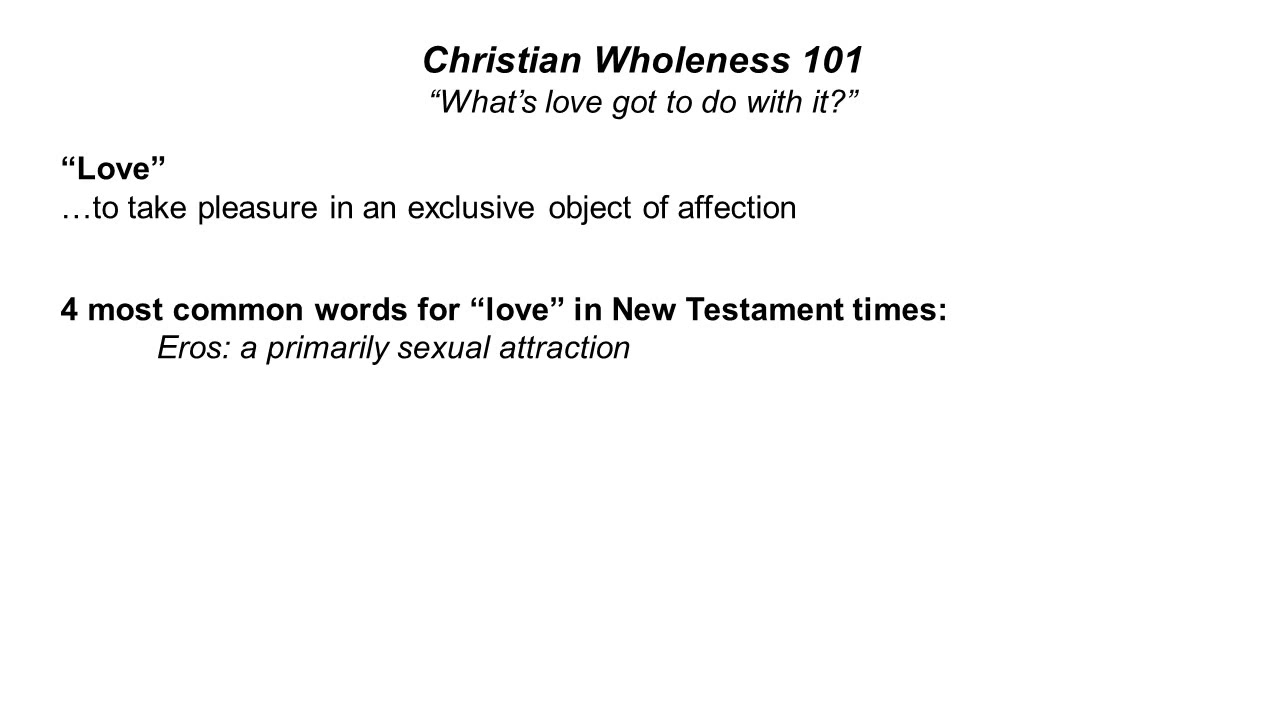 Christian Wholeness 101
“What’s love got to do with it?”
“Love”
…to take pleasure in an exclusive object of affection
4 most common words for “love” in New Testament times:
Eros: a primarily sexual attraction